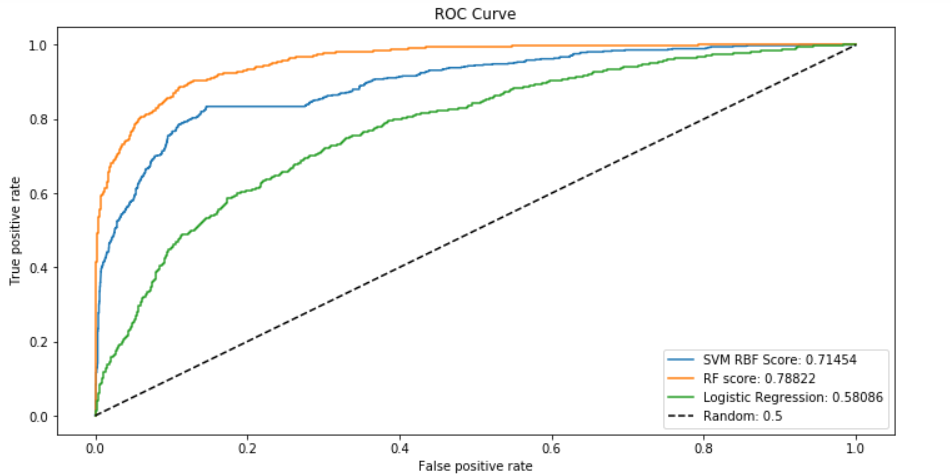 ROC Curve
1.0
0.8
0.6
0.4
0.2
0.0
True positive rate
SVM RBF Score: 0.71454
RF score: 0.78822
Logistic Regression: 0.58086
Random: 0.5
0.0 0.2 0.4 0.6 0.8 1.0
False positive rate